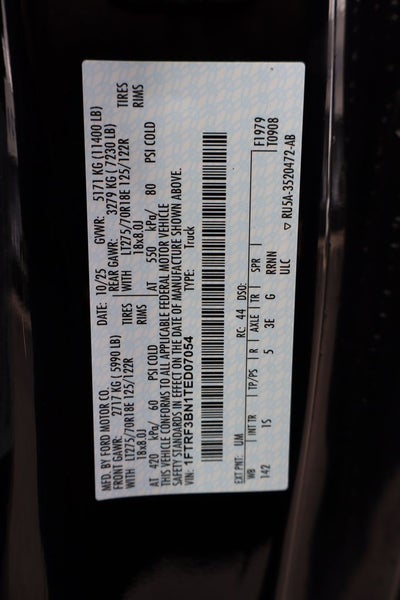 MFD. BY FORD MOTOR CO.
DATE: 10/25 GVWR: 5171 KG (11400 LB)
FRONT GAWR: 2717 KG (5990 LB) REAR GAWR: 3279 KG (7230 LB)
WITH LT275/70R18E 125/122R TIRES WITH LT275/70R18E 125/122R TIRES
18x8.0J RIMS 18x8.0J RIMS
AT 420 kPa/ 60 PSI COLD AT 550 kPa/ 80 PSI COLD
THIS VEHICLE CONFORMS TO ALL APPLICABLE FEDERAL MOTOR VEHICLE
SAFETY STANDARDS IN EFFECT ON THE DATE OF MANUFACTURE SHOWN ABOVE.
1FTRF3BN1TED07054 TYPE: Truck
EXT PNT: UM RC: 44 DSO: F1979
WB INT TR TP/PS R AXLE TR SPR T0908
142 1S 5 3E G RRNN
ULC RU5A-3520472-AB